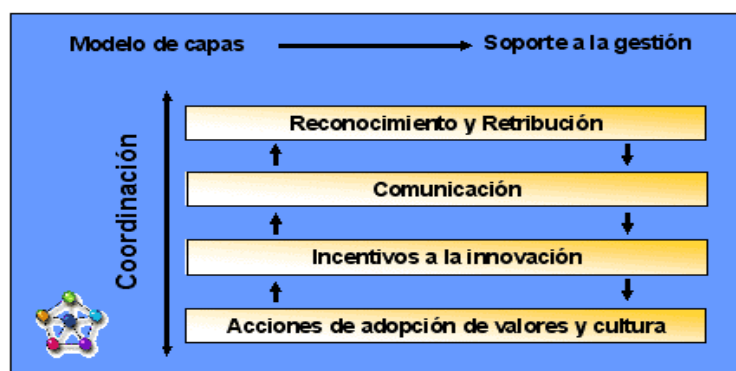 Modelo de capas
Soporte a la gestión
Coordinación
Reconocimiento y Retribución
Comunicación
Incentivos a la innovación
Acciones de adopción de valores y cultura